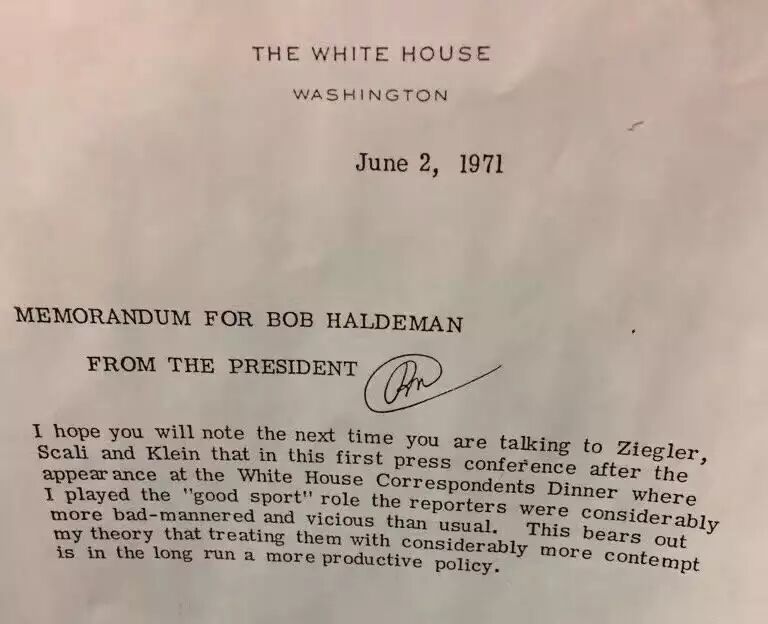 THE WHITE HOUSE
WASHINGTON
June 2, 1971
MEMORANDUM FOR BOB HALDEMAN
FROM THE PRESIDENT RN
I hope you will note the next time you are talking to Ziegler,
Scali and Klein that in this first press conference after the
appearance at the White House Correspondents Dinner where
I played the "good sport" role the reporters were considerably
more bad-mannered and vicious than usual. This bears out
my theory that treating them with considerably more contempt
is in the long run a more productive policy.